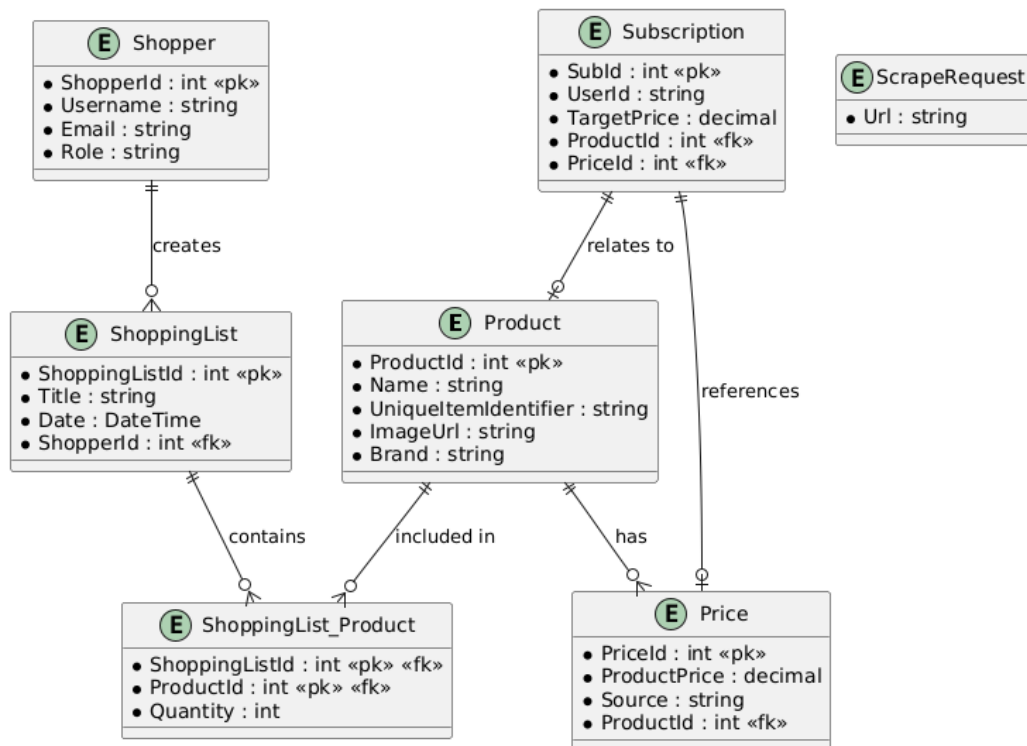 E Shopper
ShopperId : int «pk»
Username : string
Email : string
Role : string
E Subscription
SubId : int «pk»
UserId : string
TargetPrice : decimal
ProductId : int «fk»
PriceId : int «fk»
E ScrapeRequest
Url : string
creates
relates to
E ShoppingList
ShoppingListId : int «pk»
Title : string
Date : DateTime
ShopperId : int «fk»
E Product
ProductId : int «pk»
Name : string
UniqueItemIdentifier : string
ImageUrl : string
Brand : string
references
contains
included in
has
E ShoppingList_Product
ShoppingListId : int «pk» «fk»
ProductId : int «pk» «fk»
Quantity : int
E Price
PriceId : int «pk»
ProductPrice : decimal
Source : string
ProductId : int «fk»